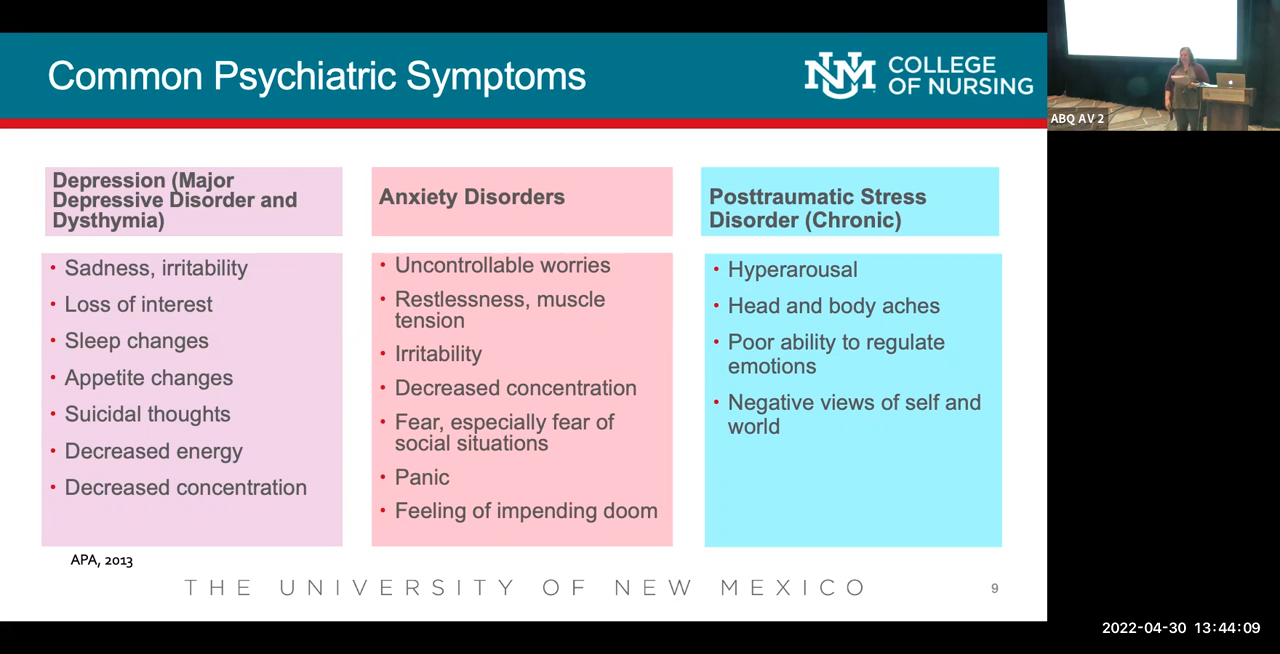 Common Psychiatric Symptoms
UNM COLLEGE
OF NURSING
ABQ AV 2
Depression (Major
Depressive Disorder and
Dysthymia)
• Sadness, irritability
• Loss of interest
• Sleep changes
• Appetite changes
• Suicidal thoughts
• Decreased energy
• Decreased concentration
Anxiety Disorders
• Uncontrollable worries
• Restlessness, muscle
tension
• Irritability
• Decreased concentration
• Fear, especially fear of
social situations
• Panic
• Feeling of impending doom
Posttraumatic Stress
Disorder (Chronic)
• Hyperarousal
• Head and body aches
• Poor ability to regulate
emotions
• Negative views of self and
world
APA, 2013
THE UNIVERSITY OF NEW MEXICO
9
2022-04-30 13:44:09